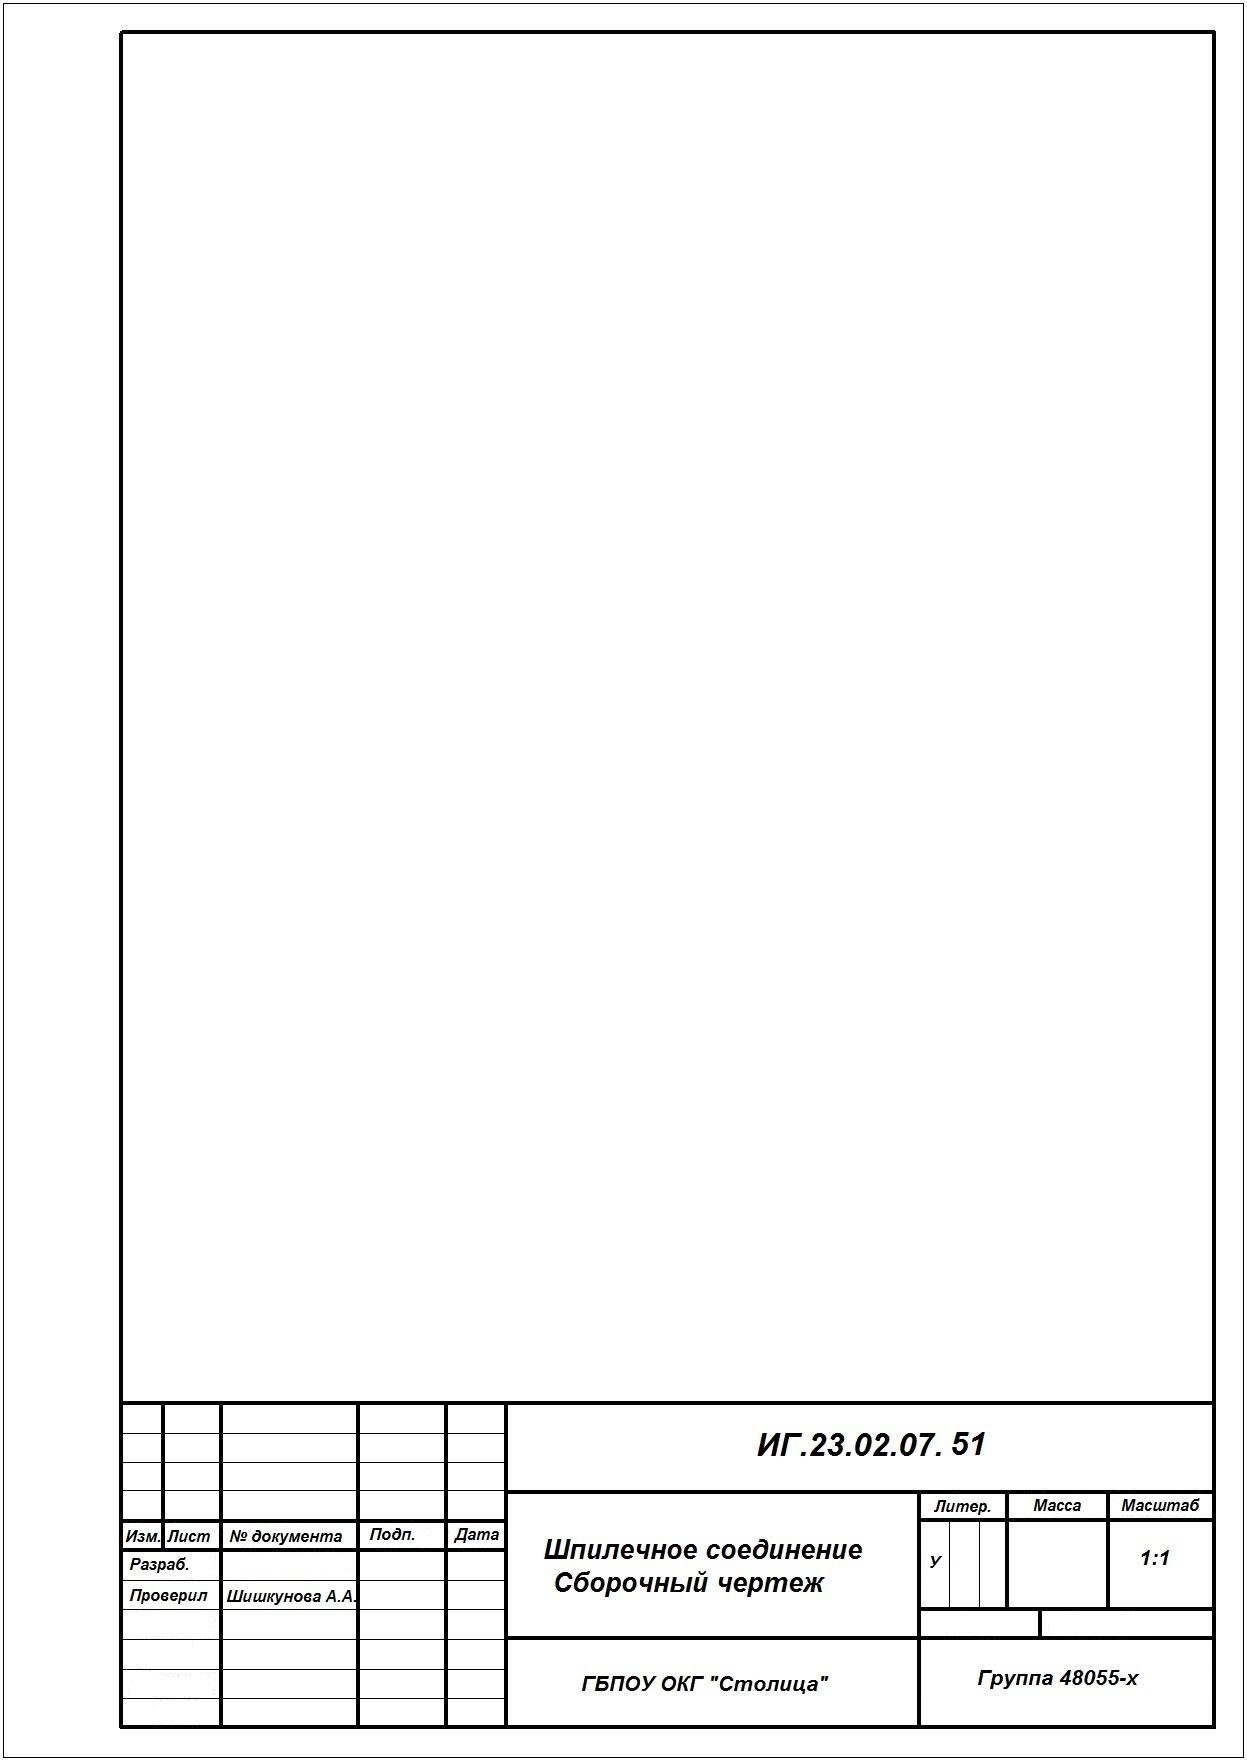 ИГ.23.02.07. 51
Литер. Масса Масштаб
Изм. Лист № документа Подп. Дата
Шпилечное соединение
Сборочный чертеж
У 1:1
Разраб.
Проверил Шишкунова А.А.
ГБПОУ ОКГ "Столица"
Группа 48055-х